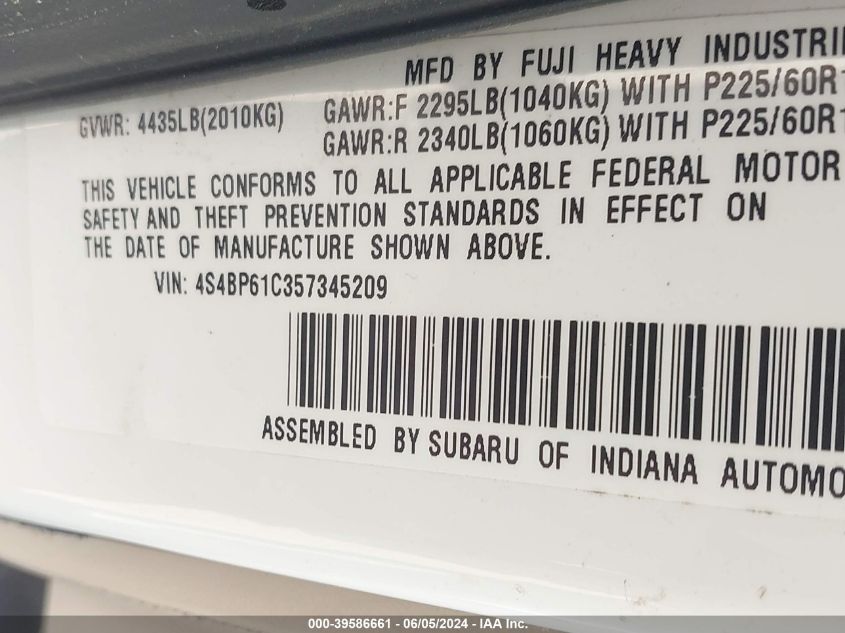 MFD BY FUJI HEAVY INDUSTRI
GVWR: 4435LB(2010KG) GAWR:F 2295LB(1040KG) WITH P225/60R1
GAWR:R 2340LB(1060KG) WITH P225/60R1
THIS VEHICLE CONFORMS TO ALL APPLICABLE FEDERAL MOTOR
SAFETY AND THEFT PREVENTION STANDARDS IN EFFECT ON
THE DATE OF MANUFACTURE SHOWN ABOVE.
VIN: 4S4BP61C357345209
ASSEMBLED BY SUBARU OF INDIANA AUTOMO
000-39586661 - 06/05/2024 - IAA Inc.